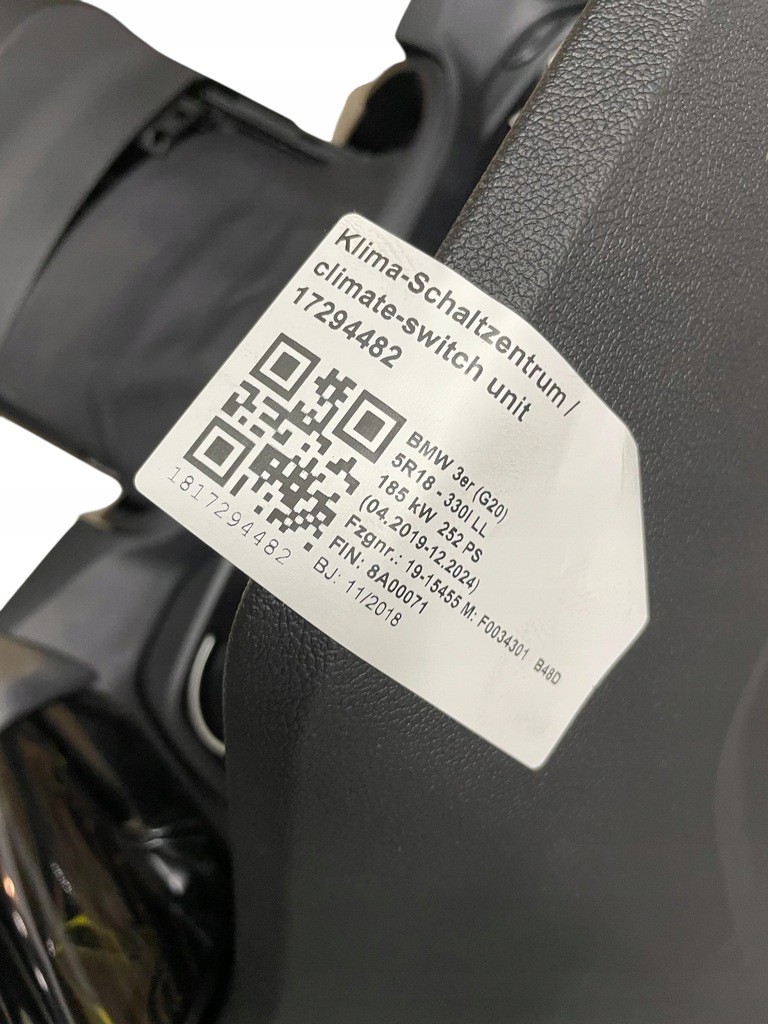 Klima-Schaltzentrum /
climate-switch unit
17294482
1817294482
BMW 3er (G20)
5R18 - 330I LL
185 kW 252 PS
(04.2019-12.2024)
Fzgnr.: 19-15455 M: F0034301 B48D
FIN: 8A00071
BJ: 11/2018